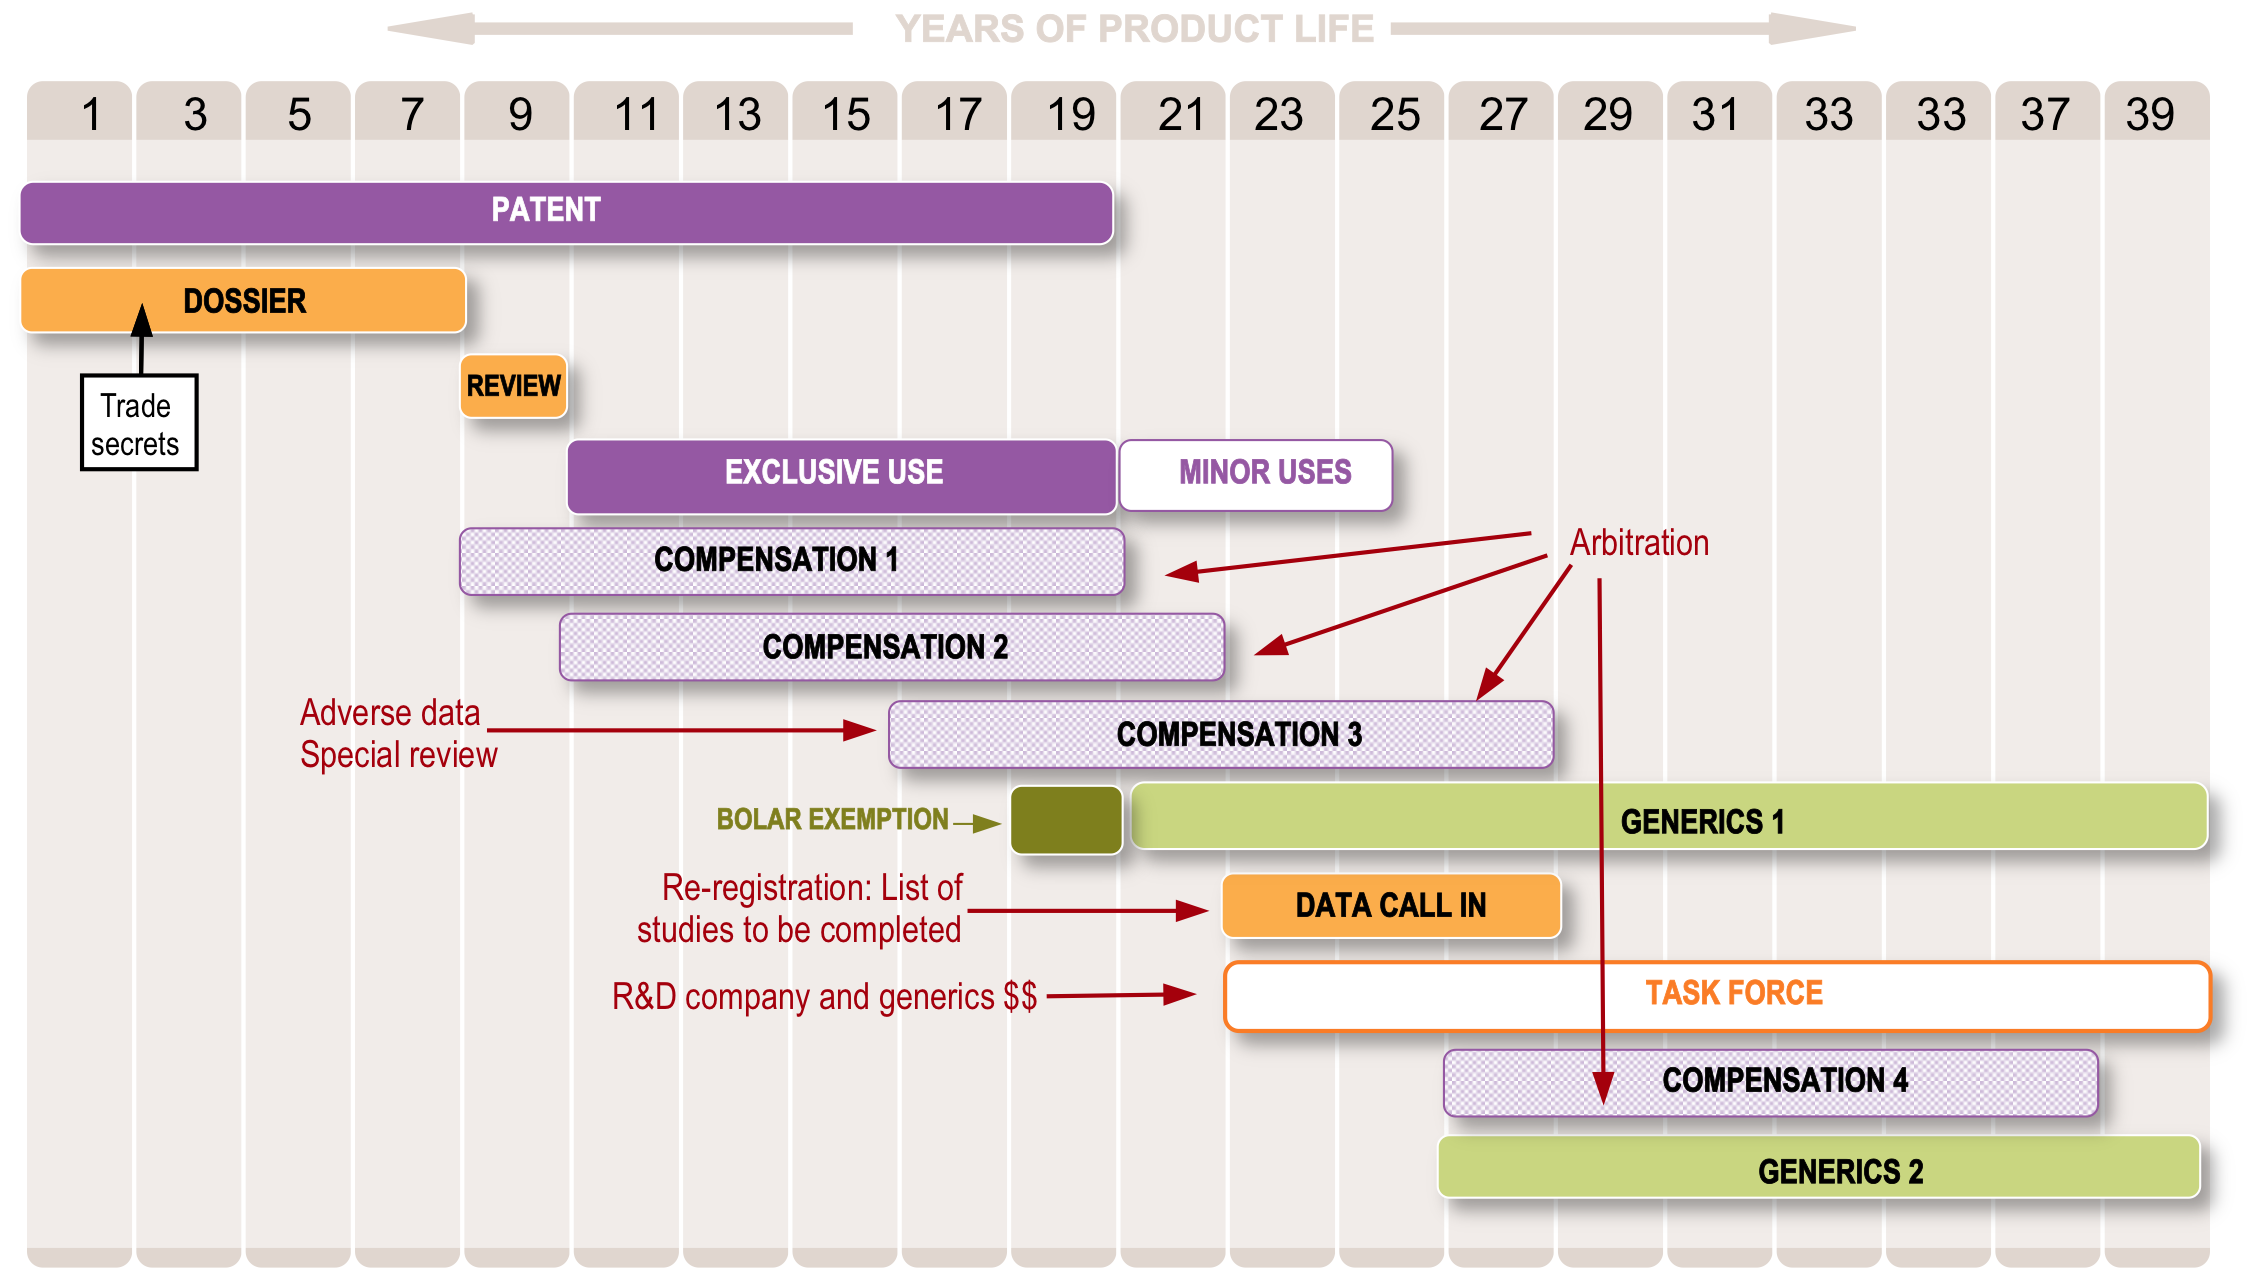 YEARS OF PRODUCT LIFE
1 3 5 7 9 11 13 15 17 19 21 23 25 27 29 31 33 33 37 39
PATENT
DOSSIER
Trade
secrets
REVIEW
EXCLUSIVE USE
MINOR USES
Arbitration
COMPENSATION 1
COMPENSATION 2
Adverse data
Special review
COMPENSATION 3
BOLAR EXEMPTION
GENERICS 1
Re-registration: List of
studies to be completed
DATA CALL IN
R&D company and generics $$
TASK FORCE
COMPENSATION 4
GENERICS 2